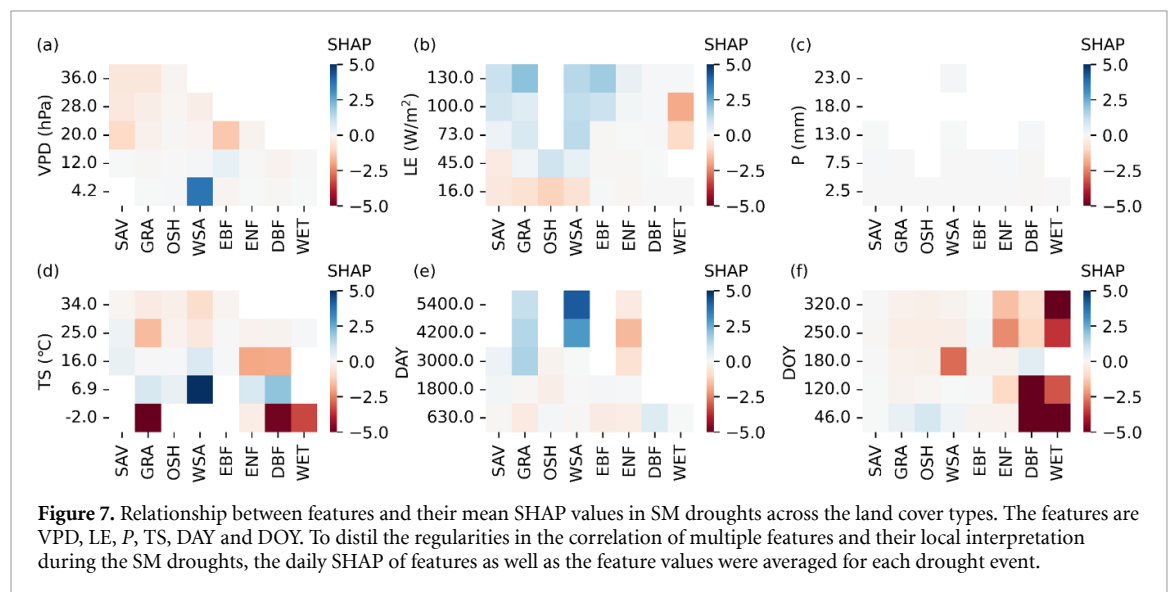 (a) SHAP (b) SHAP (c) SHAP
36.0 5.0 130.0 5.0 23.0 5.0
28.0 2.5 100.0 2.5 18.0 2.5
VPD (hPa) 20.0 0.0 LE (W/m²) 73.0 0.0 P (mm) 13.0 0.0
12.0 −2.5 45.0 −2.5 7.5 −2.5
4.2 −5.0 16.0 −5.0 2.5 −5.0
SAV GRA OSH WSA EBF ENF DBF WET SAV GRA OSH WSA EBF ENF DBF WET SAV GRA OSH WSA EBF ENF DBF WET
(d) SHAP (e) SHAP (f) SHAP
34.0 5.0 5400.0 5.0 320.0 5.0
25.0 2.5 4200.0 2.5 250.0 2.5
TS (°C) 16.0 0.0 DAY 3000.0 0.0 DOY 180.0 0.0
6.9 −2.5 1800.0 −2.5 120.0 −2.5
-2.0 −5.0 630.0 −5.0 46.0 −5.0
SAV GRA OSH WSA EBF ENF DBF WET SAV GRA OSH WSA EBF ENF DBF WET SAV GRA OSH WSA EBF ENF DBF WET
Figure 7. Relationship between features and their mean SHAP values in SM droughts across the land cover types. The features are
VPD, LE, P, TS, DAY and DOY. To distil the regularities in the correlation of multiple features and their local interpretation
during the SM droughts, the daily SHAP of features as well as the feature values were averaged for each drought event.